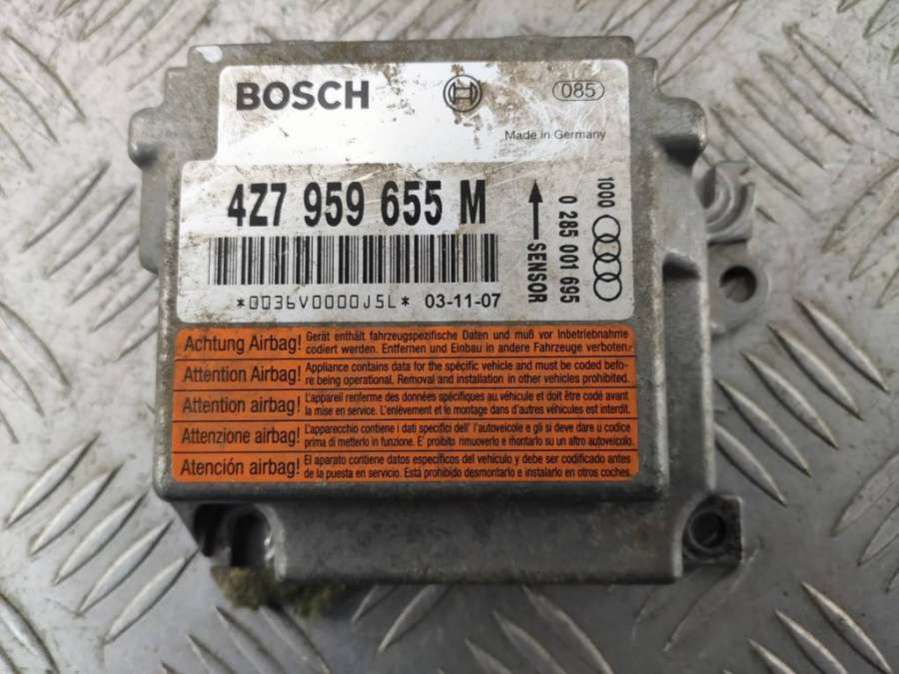 BOSCH
085
Made in Germany
4Z7 959 655 M
*0036V0000J5L* 03-11-07
SENSOR
0 285 001 695
1000
Achtung Airbag! Gerät enthält fahrzeugspezifische Daten und muß vor Inbetriebnahme
codiert werden. Entfernen und Einbau in andere Fahrzeuge verboten.
Attention Airbag! Appliance contains data for the specific vehicle and must be coded befo-
re being operational. Removal and installation in other vehicles prohibited.
Attention airbag! L'appareil renferme des données spécifiques au véhicule et doit être codé avant
la mise en service. L'enlèvement et le montage dans d'autres véhicules est interdit.
Attenzione airbag! L'apparecchio contiene i dati specifici dell' l'autoveicolo e gli si deve dare u codice
prima di metterlo in funzione. E' proibito rimuoverlo e rimontarlo su un altro autoveicolo.
Atención airbag! El aparato contiene datos específicos del vehículo y debe ser codificado antes
de la puesta en servicio. Está prohibido desmontarlo e instalarlo en otros coches.